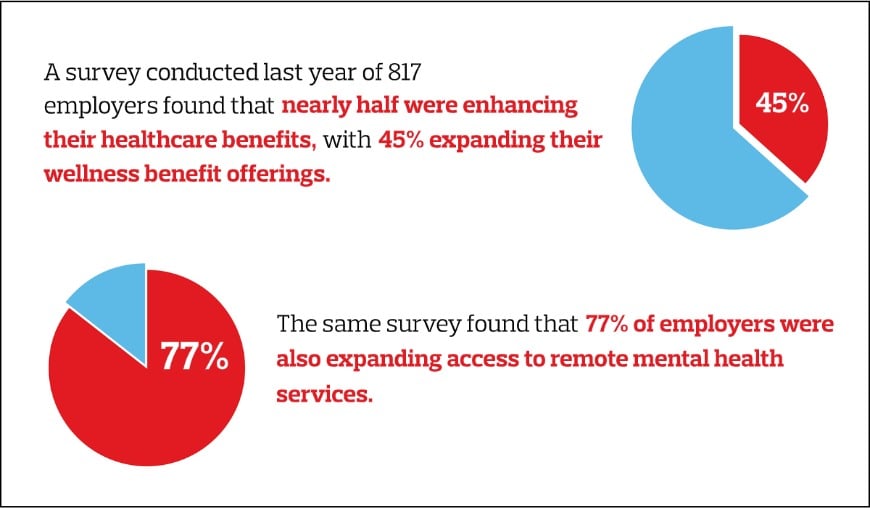 A survey conducted last year of 817
employers found that nearly half were enhancing
their healthcare benefits, with 45% expanding their
wellness benefit offerings.
45%
77%
The same survey found that 77% of employers were
also expanding access to remote mental health
services.